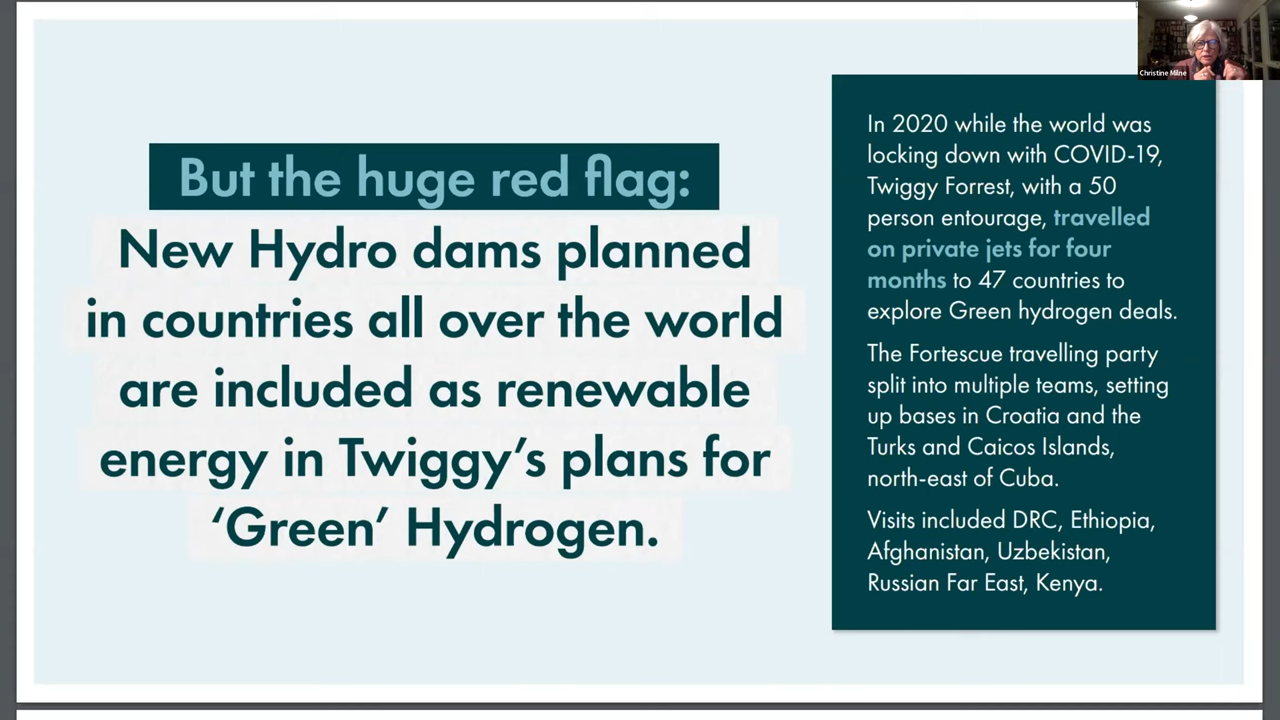 But the huge red flag:
New Hydro dams planned
in countries all over the world
are included as renewable
energy in Twiggy’s plans for
‘Green’ Hydrogen.
In 2020 while the world was
locking down with COVID-19,
Twiggy Forrest, with a 50
person entourage, travelled
on private jets for four
months to 47 countries to
explore Green hydrogen deals.
The Fortescue travelling party
split into multiple teams, setting
up bases in Croatia and the
Turks and Caicos Islands,
north-east of Cuba.
Visits included DRC, Ethiopia,
Afghanistan, Uzbekistan,
Russian Far East, Kenya.
Christine Milne